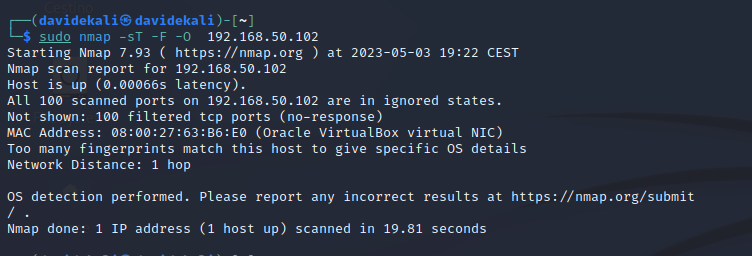 ┌──(davidekali㉿davidekali)-[~]
└─$ sudo nmap -sT -F -O  192.168.50.102
Starting Nmap 7.93 ( https://nmap.org ) at 2023-05-03 19:22 CEST
Nmap scan report for 192.168.50.102
Host is up (0.00066s latency).
All 100 scanned ports on 192.168.50.102 are in ignored states.
Not shown: 100 filtered tcp ports (no-response)
MAC Address: 08:00:27:63:B6:E0 (Oracle VirtualBox virtual NIC)
Too many fingerprints match this host to give specific OS details
Network Distance: 1 hop

OS detection performed. Please report any incorrect results at https://nmap.org/submit
/ .
Nmap done: 1 IP address (1 host up) scanned in 19.81 seconds